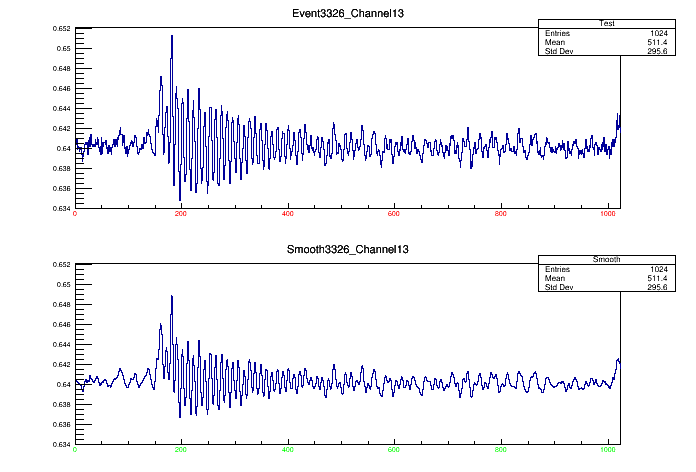 Event3326_Channel13
Test
Entries 1024
Mean 511.4
Std Dev 295.6
0.652
0.65
0.648
0.646
0.644
0.642
0.64
0.638
0.636
0.634
0 200 400 600 800 1000
Smooth3326_Channel13
Smooth
Entries 1024
Mean 511.4
Std Dev 295.6
0.652
0.65
0.648
0.646
0.644
0.642
0.64
0.638
0.636
0.634
0 200 400 600 800 1000